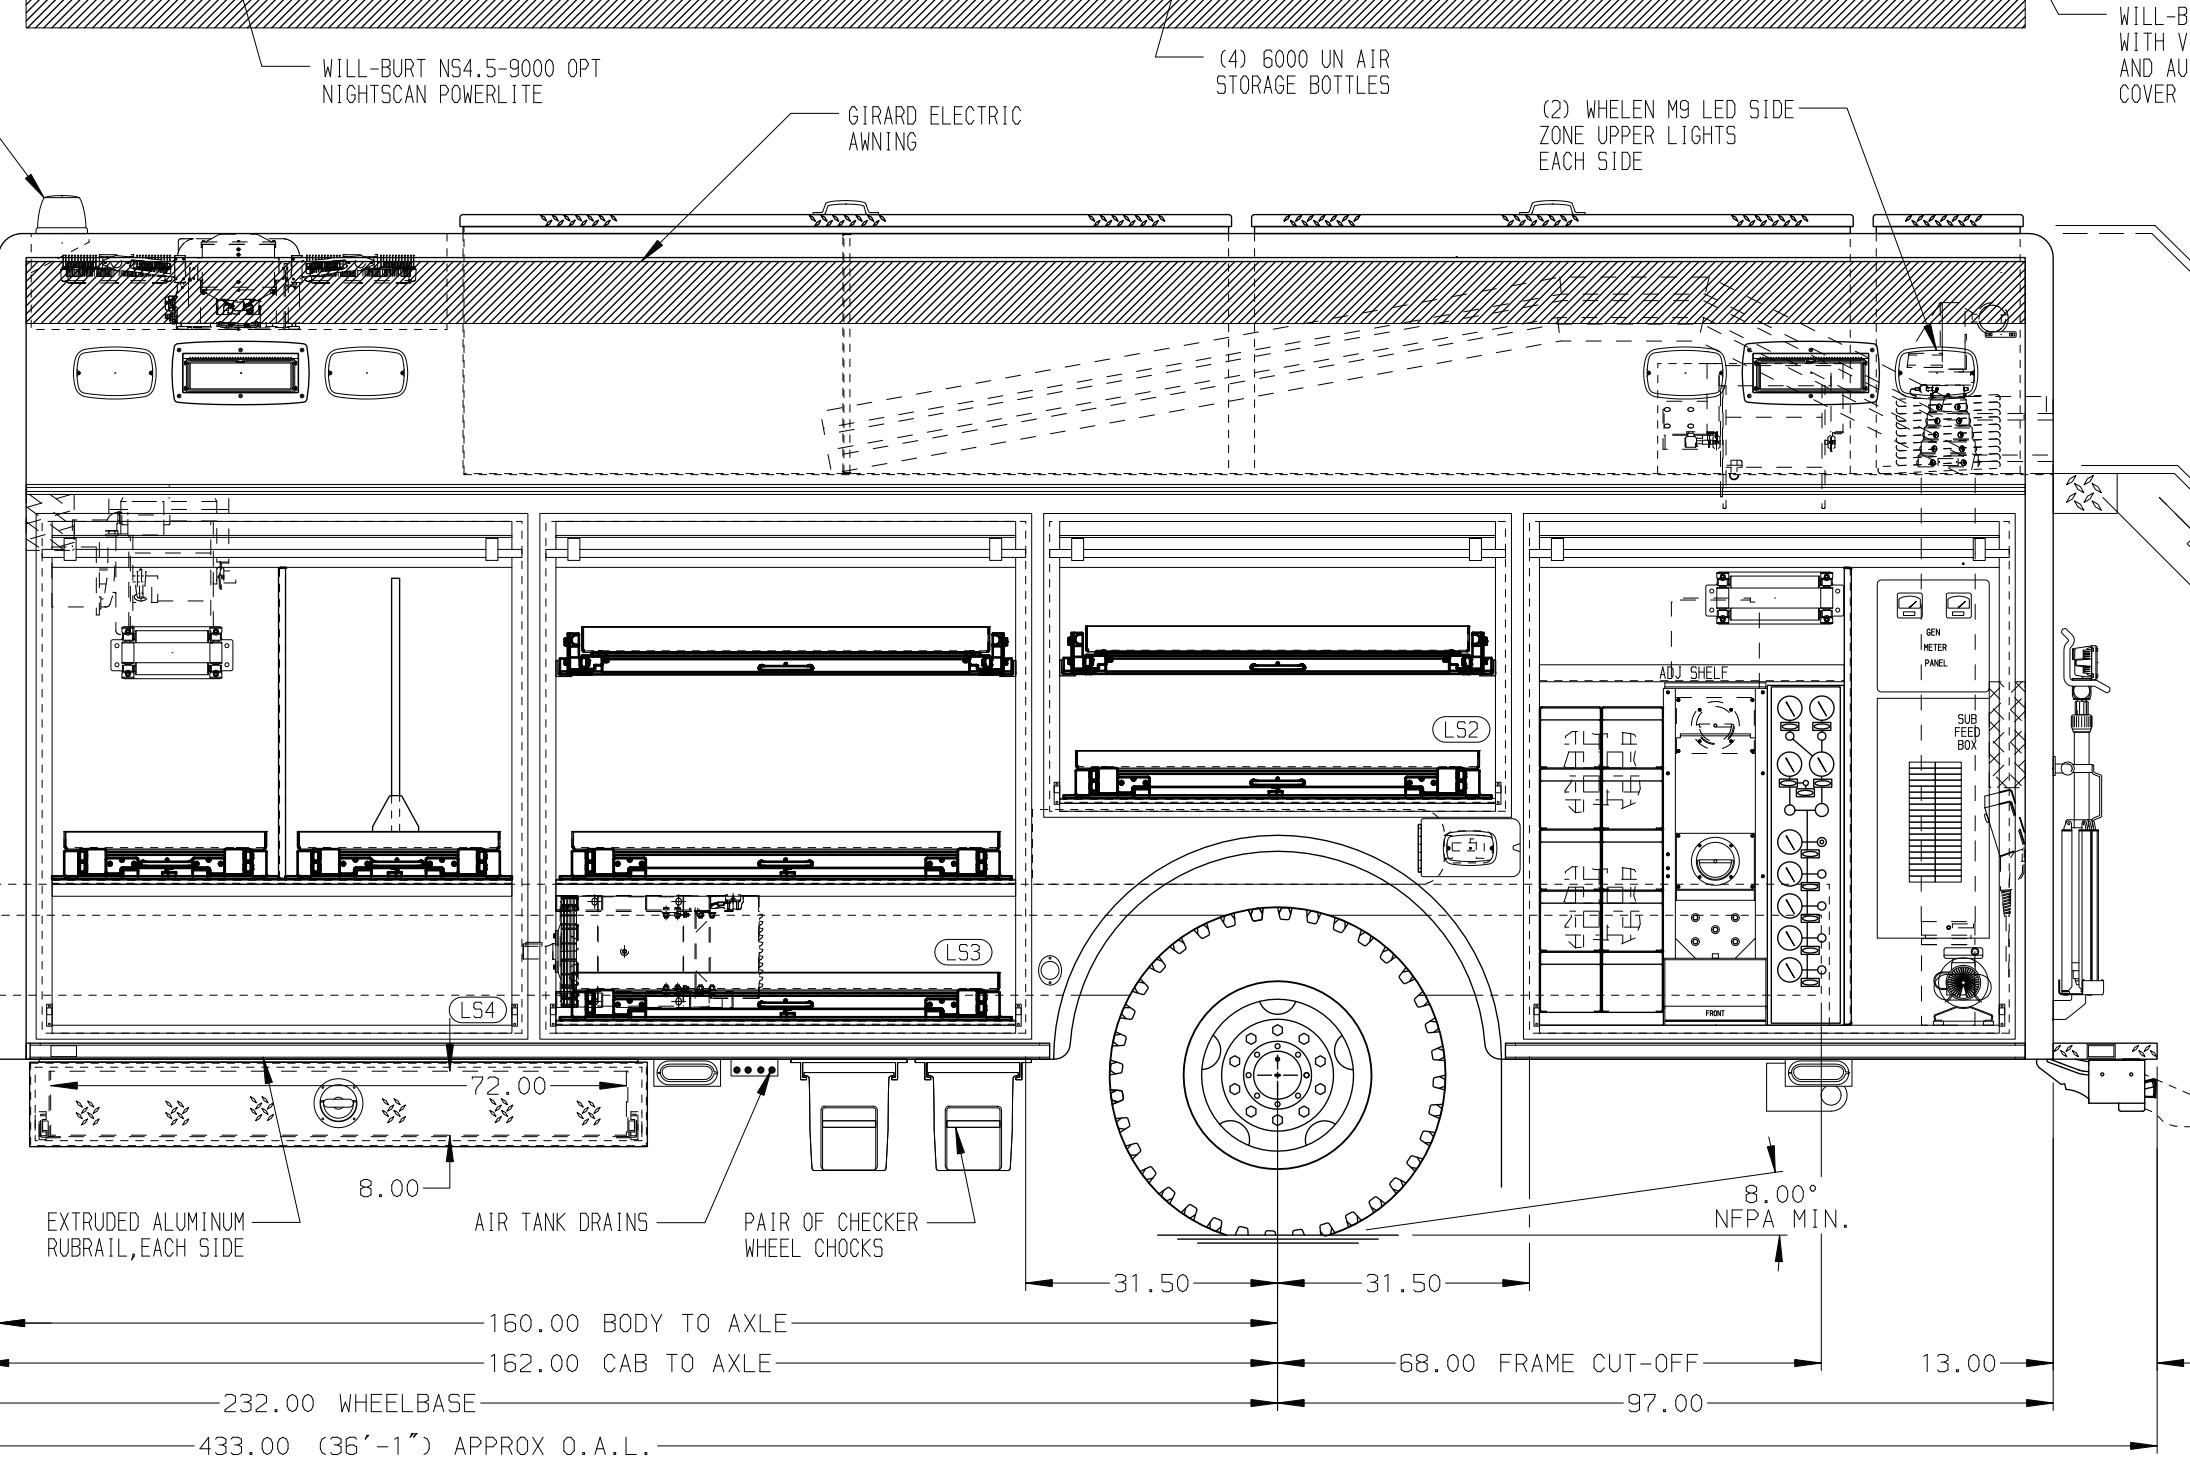 WILL-B
WITH V
AND AU
COVER
WILL-BURT NS4.5-9000 OPT
NIGHTSCAN POWERLITE
(4) 6000 UN AIR
STORAGE BOTTLES
GIRARD ELECTRIC
AWNING
(2) WHELEN M9 LED SIDE
ZONE UPPER LIGHTS
EACH SIDE
GEN
METER
PANEL
ADJ SHELF
SUB
FEED
BOX
LS2
LS3
LS4
FRONT
72.00
8.00
EXTRUDED ALUMINUM
RUBRAIL,EACH SIDE
AIR TANK DRAINS
PAIR OF CHECKER
WHEEL CHOCKS
8.00°
NFPA MIN.
31.50
31.50
160.00 BODY TO AXLE
162.00 CAB TO AXLE
68.00 FRAME CUT-OFF
13.00
232.00 WHEELBASE
97.00
433.00 (36'-1") APPROX O.A.L.